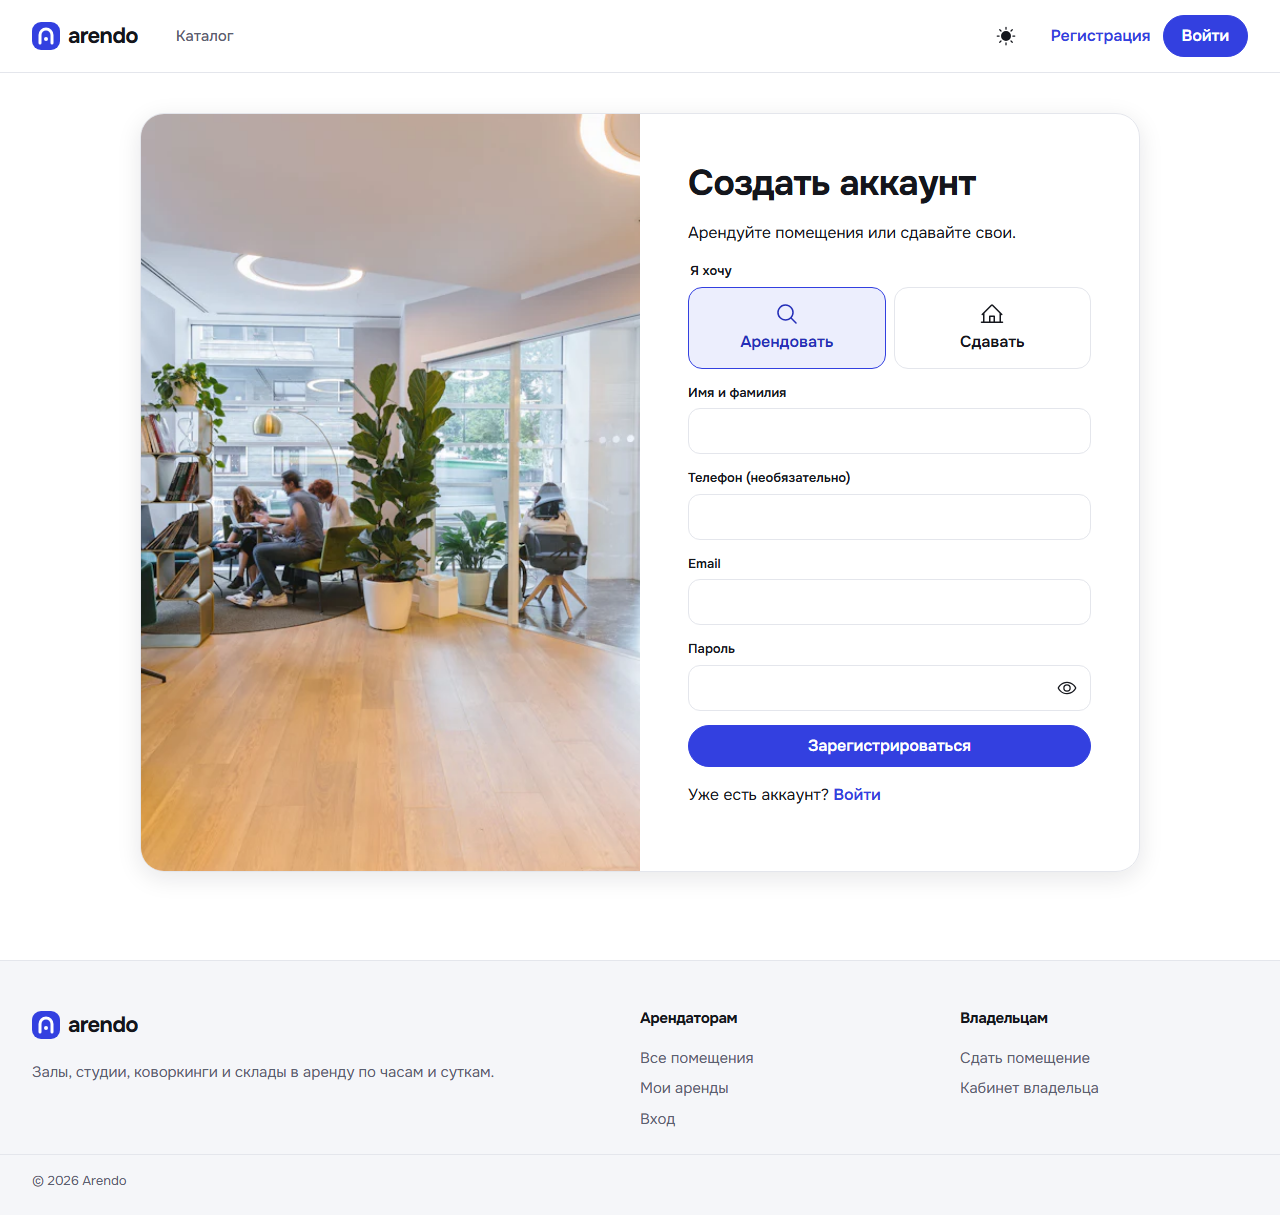 arendo
Каталог
Регистрация
Войти
Создать аккаунт
Арендуйте помещения или сдавайте свои.
Я хочу
Арендовать
Сдавать
Имя и фамилия
Телефон (необязательно)
Email
Пароль
Зарегистрироваться
Уже есть аккаунт? Войти
arendo
Залы, студии, коворкинги и склады в аренду по часам и суткам.
Арендаторам
Все помещения
Мои аренды
Вход
Владельцам
Сдать помещение
Кабинет владельца
© 2026 Arendo